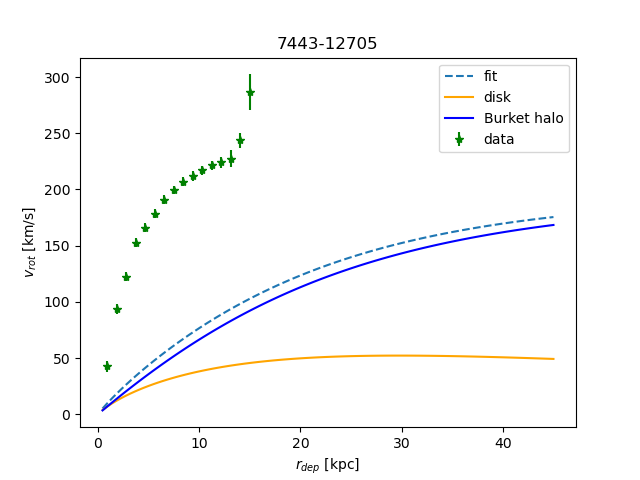 7443-12705
300
250
200
150
100
50
0
v_rot [km/s]
fit
disk
Burket halo
data
0 10 20 30 40
r_dep [kpc]